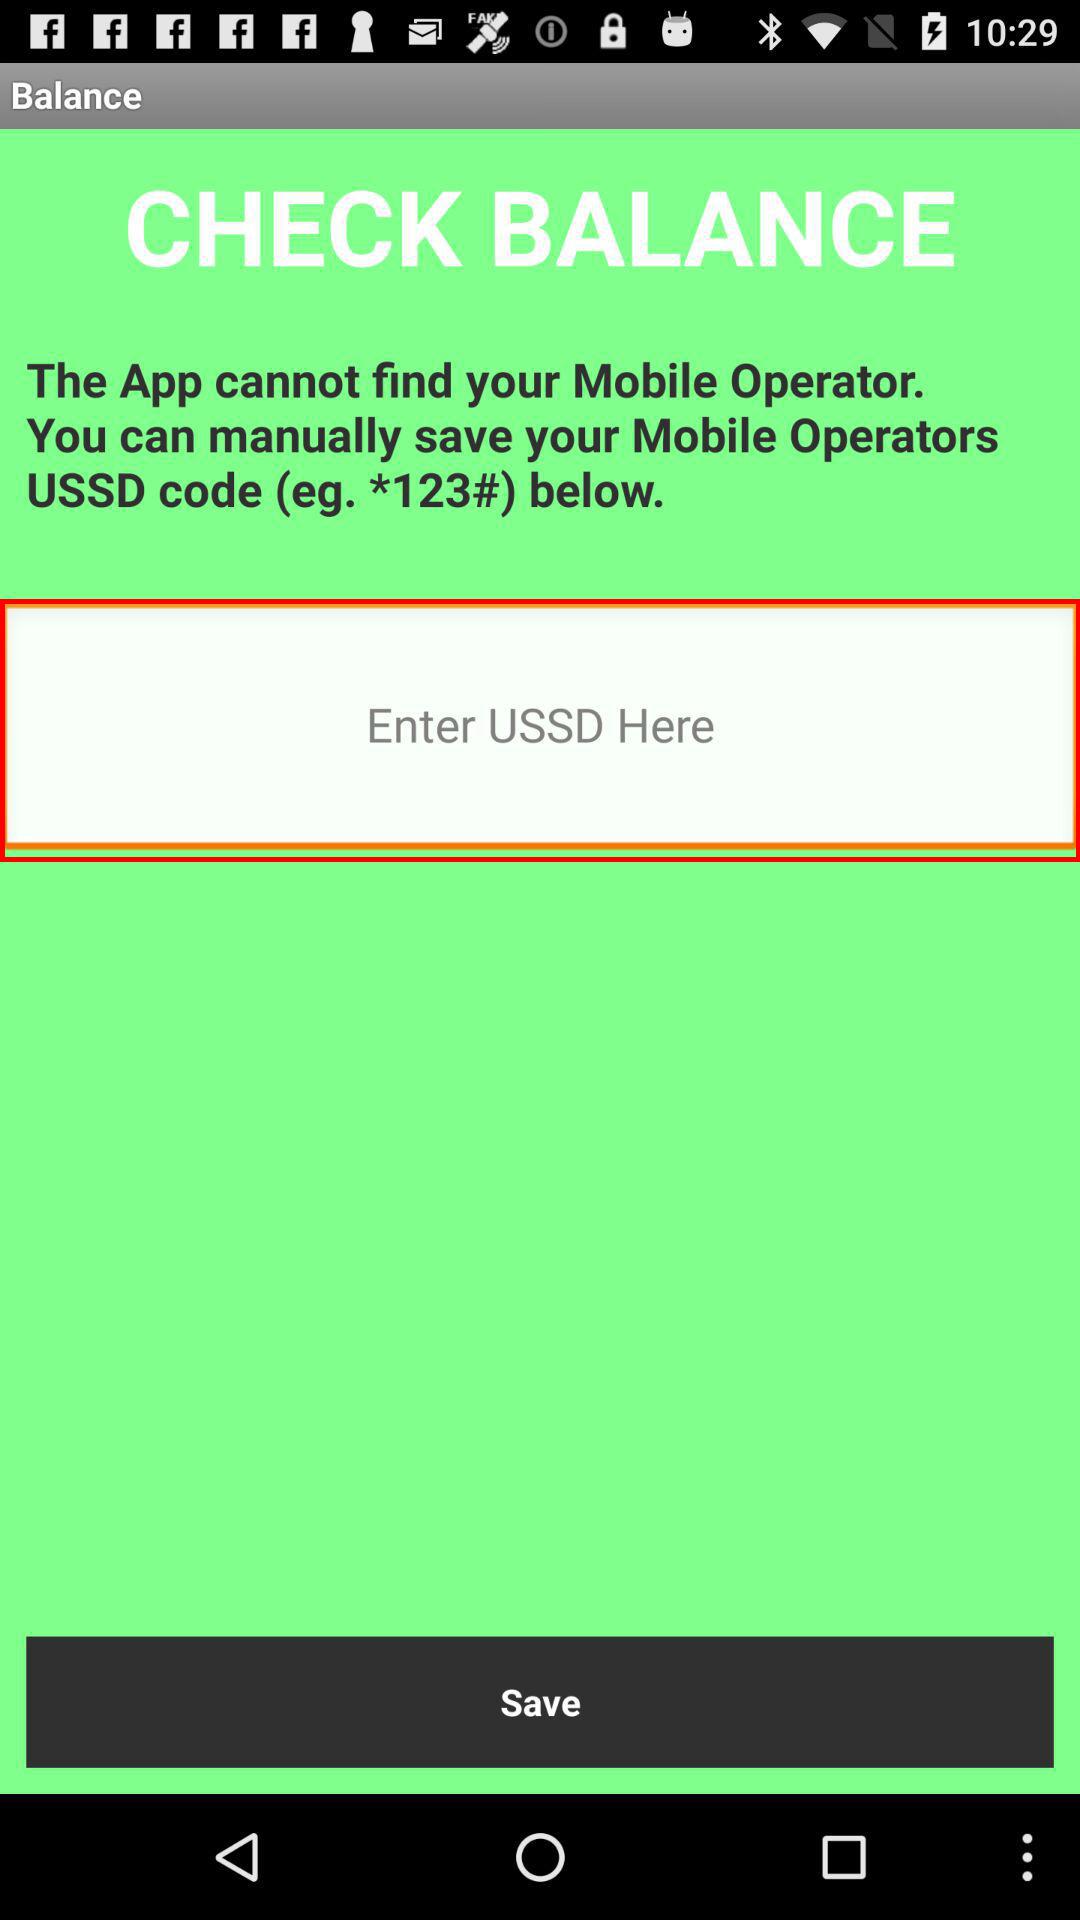 FAKE
10:29
Balance
CHECK BALANCE
The App cannot find your Mobile Operator.
You can manually save your Mobile Operators
USSD code (eg. *123#) below.
Enter USSD Here
Save